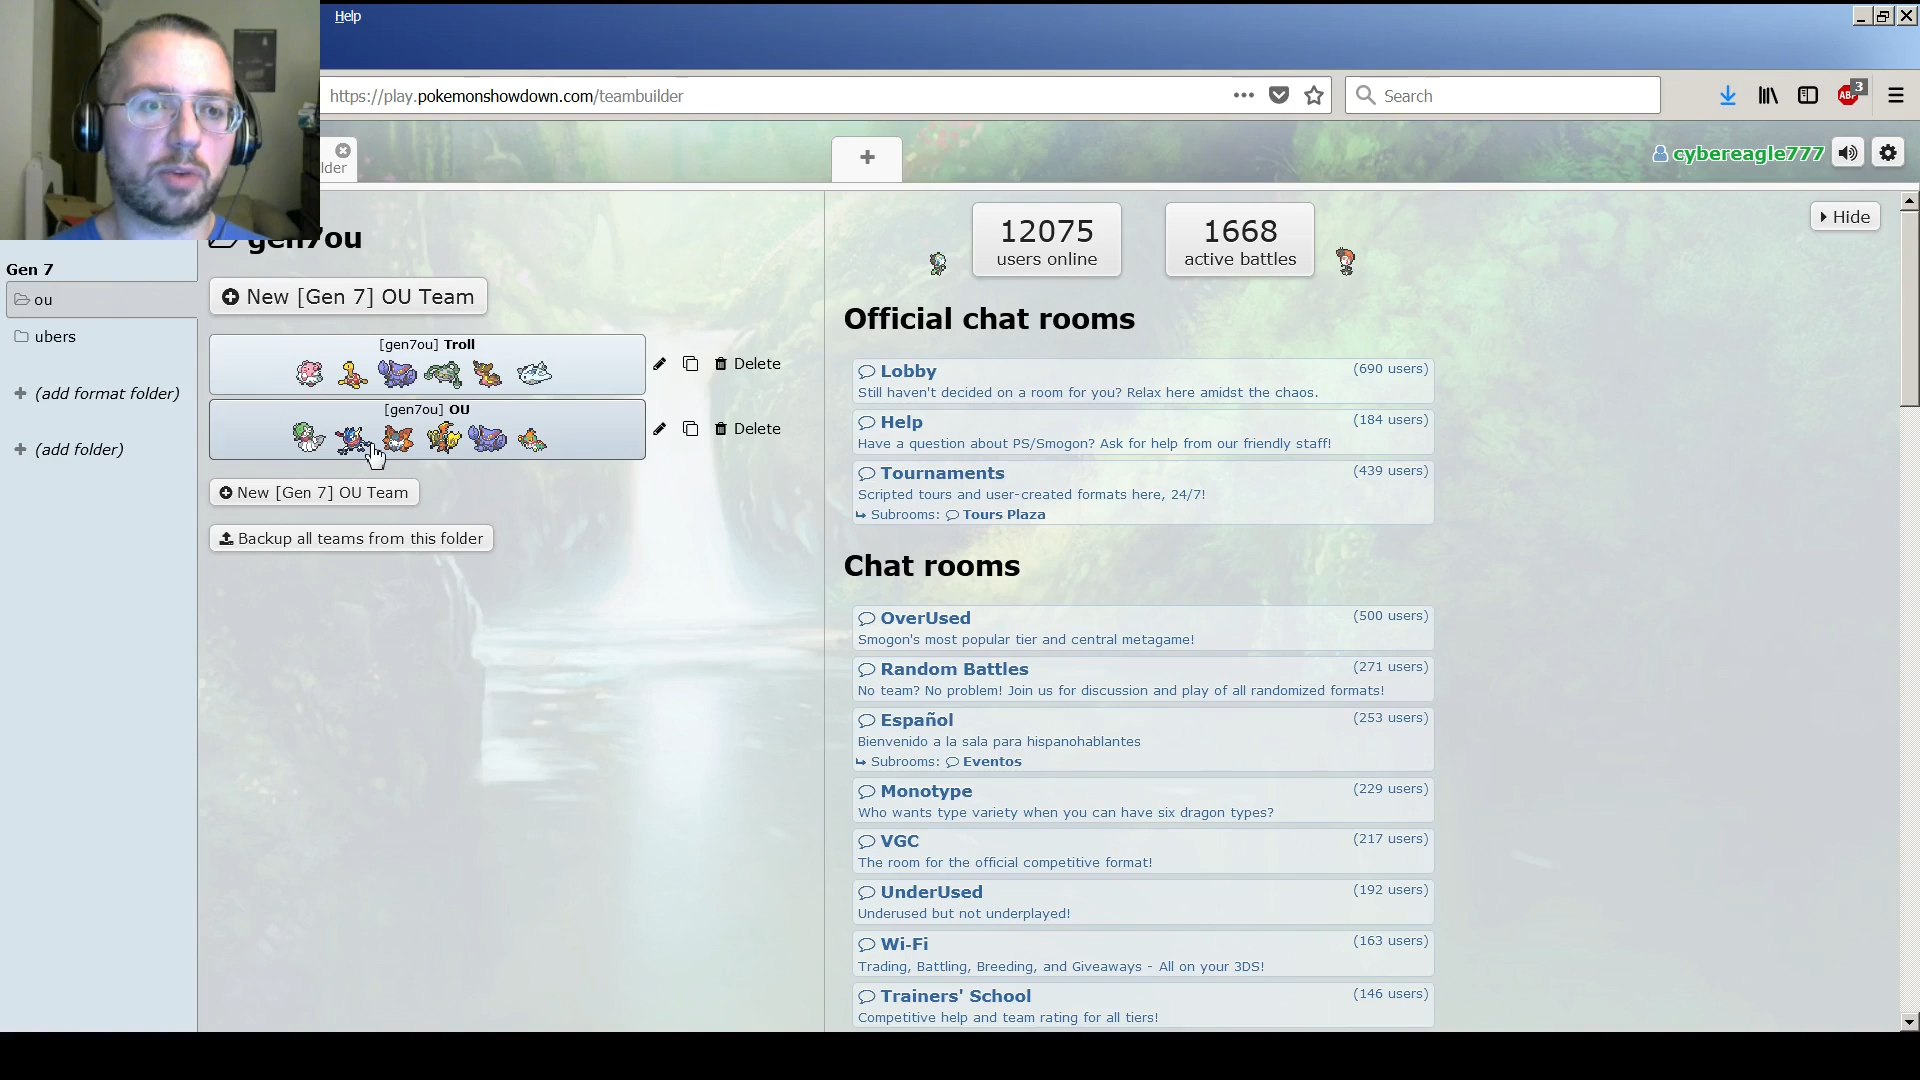 Help
https://play.pokemonshowdown.com/teambuilder
Search
ABP
3
lder
cybereagle777
gen7ou
Gen 7
ou
ubers
(add format folder)
(add folder)
New [Gen 7] OU Team
[gen7ou] Troll
Delete
[gen7ou] OU
Delete
New [Gen 7] OU Team
Backup all teams from this folder
12075
users online
1668
active battles
Hide
Official chat rooms
Lobby (690 users)
Still haven't decided on a room for you? Relax here amidst the chaos.
Help (184 users)
Have a question about PS/Smogon? Ask for help from our friendly staff!
Tournaments (439 users)
Scripted tours and user-created formats here, 24/7!
Subrooms: Tours Plaza
Chat rooms
OverUsed (500 users)
Smogon's most popular tier and central metagame!
Random Battles (271 users)
No team? No problem! Join us for discussion and play of all randomized formats!
Español (253 users)
Bienvenido a la sala para hispanohablantes
Subrooms: Eventos
Monotype (229 users)
Who wants type variety when you can have six dragon types?
VGC (217 users)
The room for the official competitive format!
UnderUsed (192 users)
Underused but not underplayed!
Wi-Fi (163 users)
Trading, Battling, Breeding, and Giveaways - All on your 3DS!
Trainers' School (146 users)
Competitive help and team rating for all tiers!